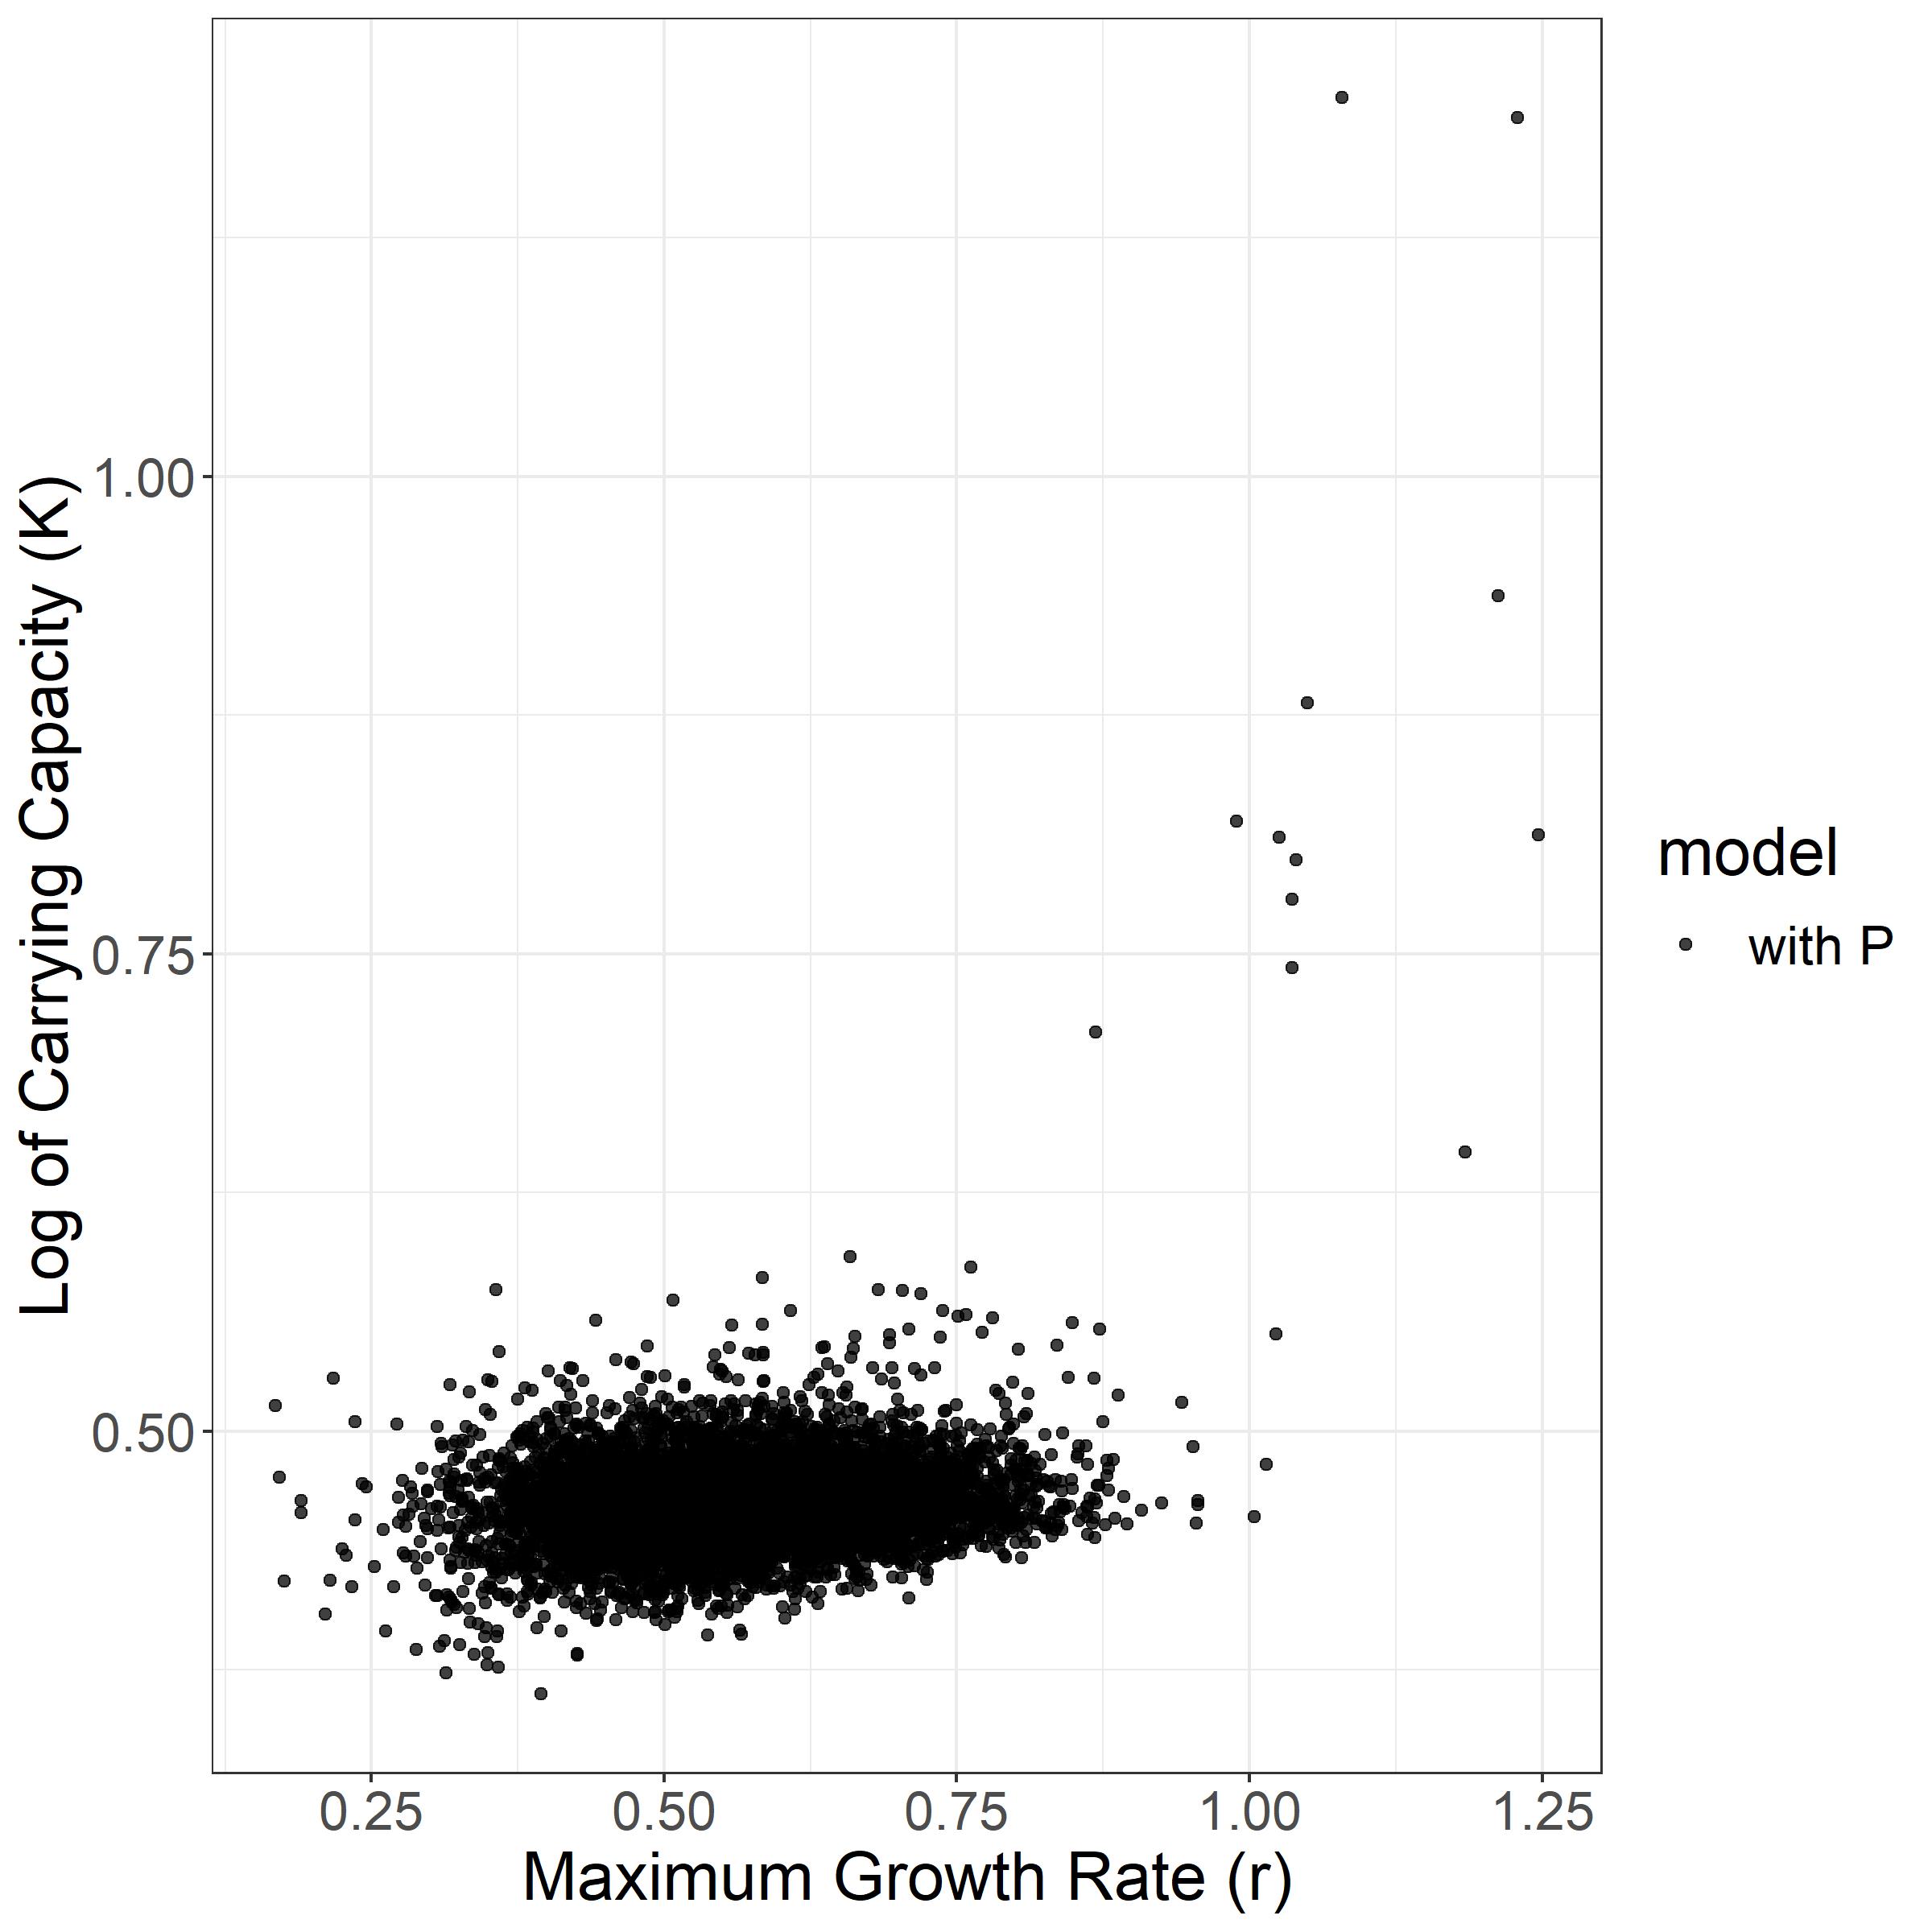 Log of Carrying Capacity (K)
1.00
0.75
0.50
0.25 0.50 0.75 1.00 1.25
Maximum Growth Rate (r)
model
with P